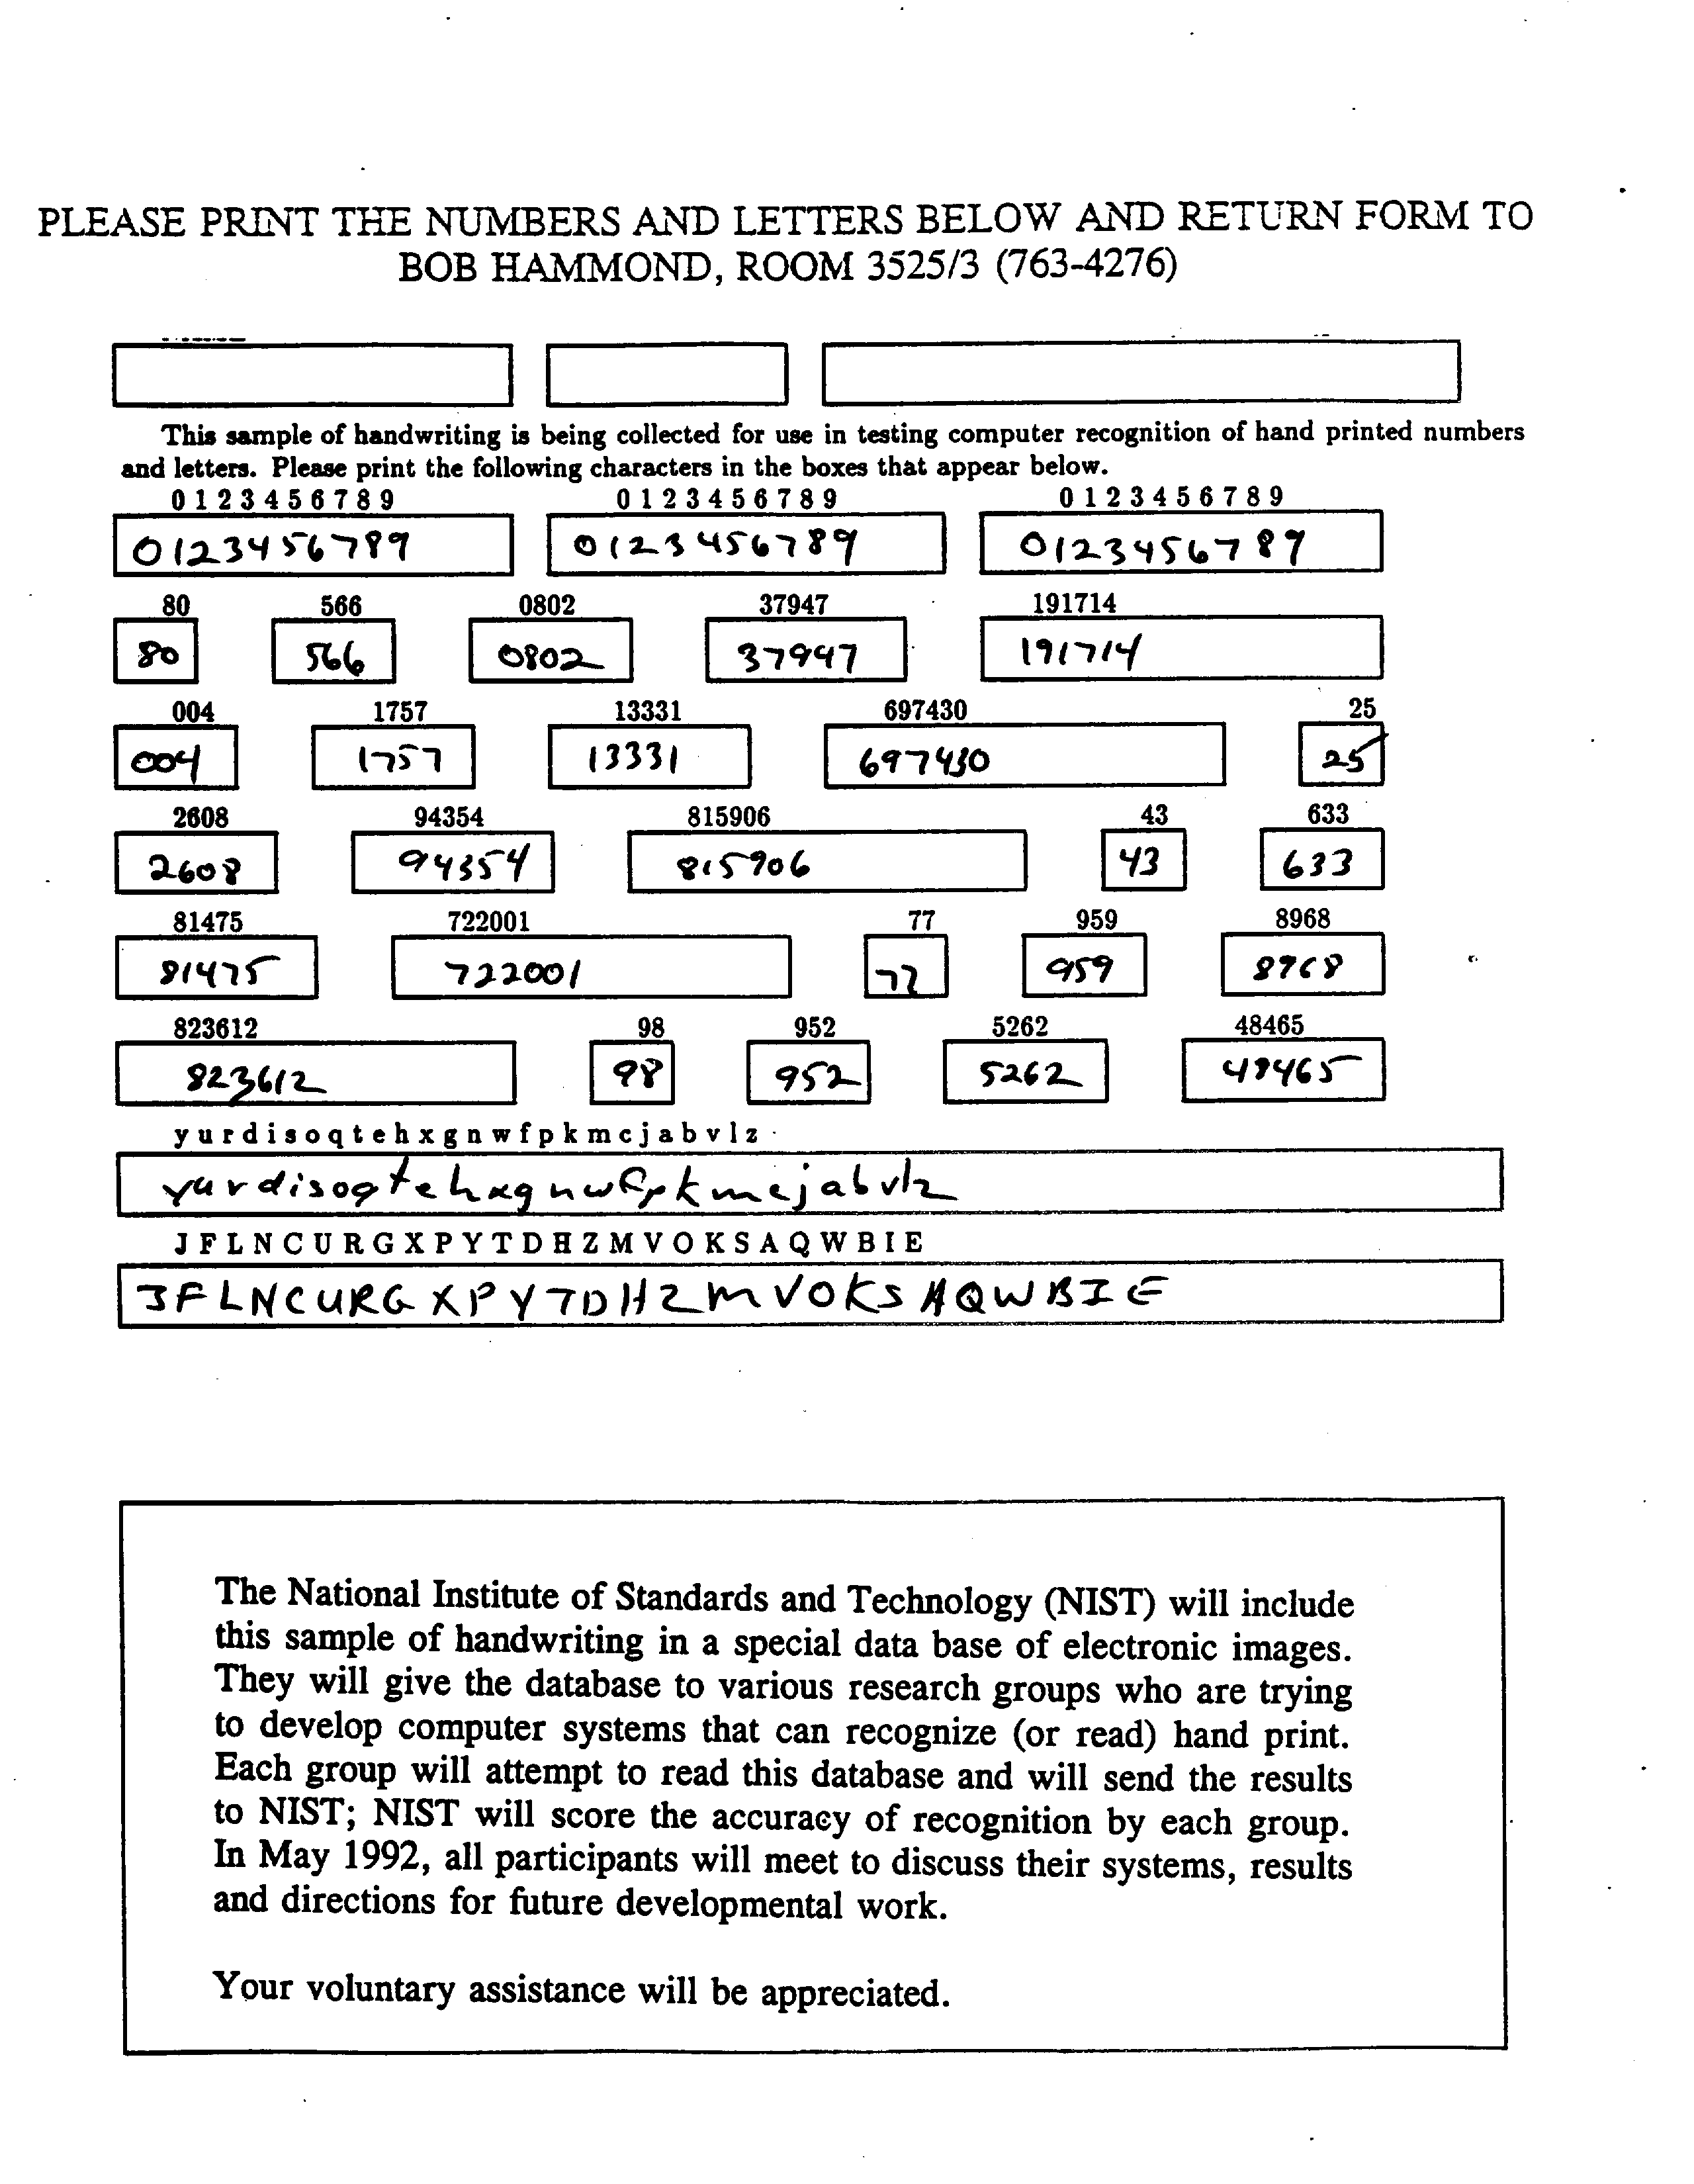 PLEASE PRINT THE NUMBERS AND LETTERS BELOW AND RETURN FORM TO
BOB HAMMOND, ROOM 3525/3 (763-4276)
This sample of handwriting is being collected for use in testing computer recognition of hand printed numbers
and letters. Please print the following characters in the boxes that appear below.
0 1 2 3 4 5 6 7 8 9 0 1 2 3 4 5 6 7 8 9 0 1 2 3 4 5 6 7 8 9
0123456789 0123456789 0123456789
80 566 0802 37947 191714
80 566 0802 37947 191714
004 1757 13331 697430 25
004 1757 13331 697430 25
2608 94354 815906 43 633
2608 94354 815906 43 633
81475 722001 77 959 8968
81475 722001 77 959 8968
823612 98 952 5262 48465
823612 98 952 5262 48465
y u r d i s o q t e h x g n w f p k m c j a b v l z
yurdisoqtehxgnwfpkmcjabvlz
J F L N C U R G X P Y T D H Z M V O K S A Q W B I E
JFLNCURGXPYTDHZMVOKSAQWBIE
The National Institute of Standards and Technology (NIST) will include
this sample of handwriting in a special data base of electronic images.
They will give the database to various research groups who are trying
to develop computer systems that can recognize (or read) hand print.
Each group will attempt to read this database and will send the results
to NIST; NIST will score the accuracy of recognition by each group.
In May 1992, all participants will meet to discuss their systems, results
and directions for future developmental work.
Your voluntary assistance will be appreciated.